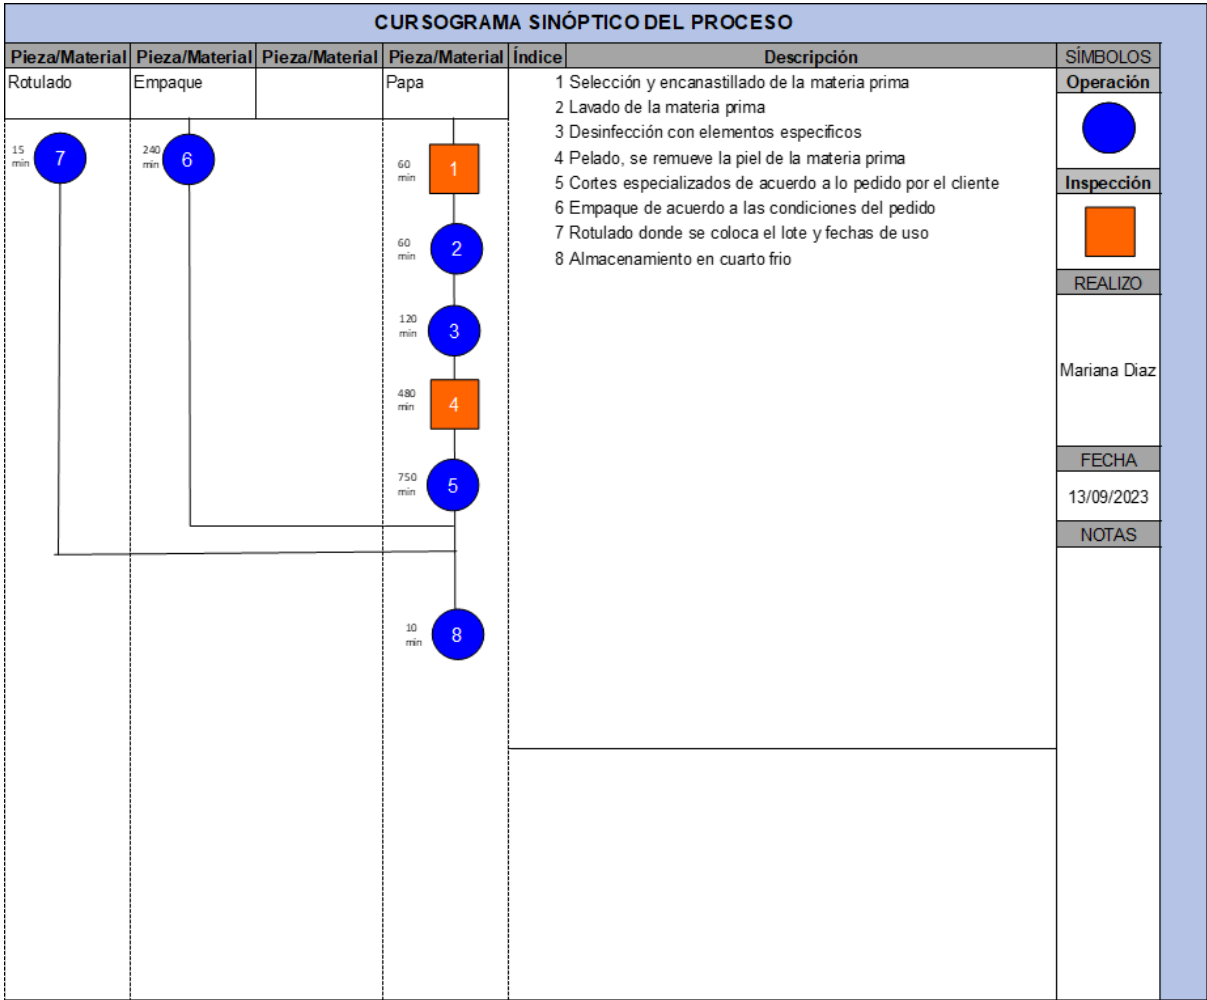 CURSOGRAMA SINÓPTICO DEL PROCESO
Pieza/Material Pieza/Material Pieza/Material Pieza/Material Índice Descripción SÍMBOLOS
Rotulado Empaque Papa
1 Selección y encanastillado de la materia prima
2 Lavado de la materia prima
3 Desinfección con elementos especificos
4 Pelado, se remueve la piel de la materia prima
5 Cortes especializados de acuerdo a lo pedido por el cliente
6 Empaque de acuerdo a las condiciones del pedido
7 Rotulado donde se coloca el lote y fechas de uso
8 Almacenamiento en cuarto frio
Operación
Inspección
REALIZO
Mariana Diaz
FECHA
13/09/2023
NOTAS
15
min
7
240
min
6
60
min
1
60
min
2
120
min
3
480
min
4
750
min
5
10
min
8